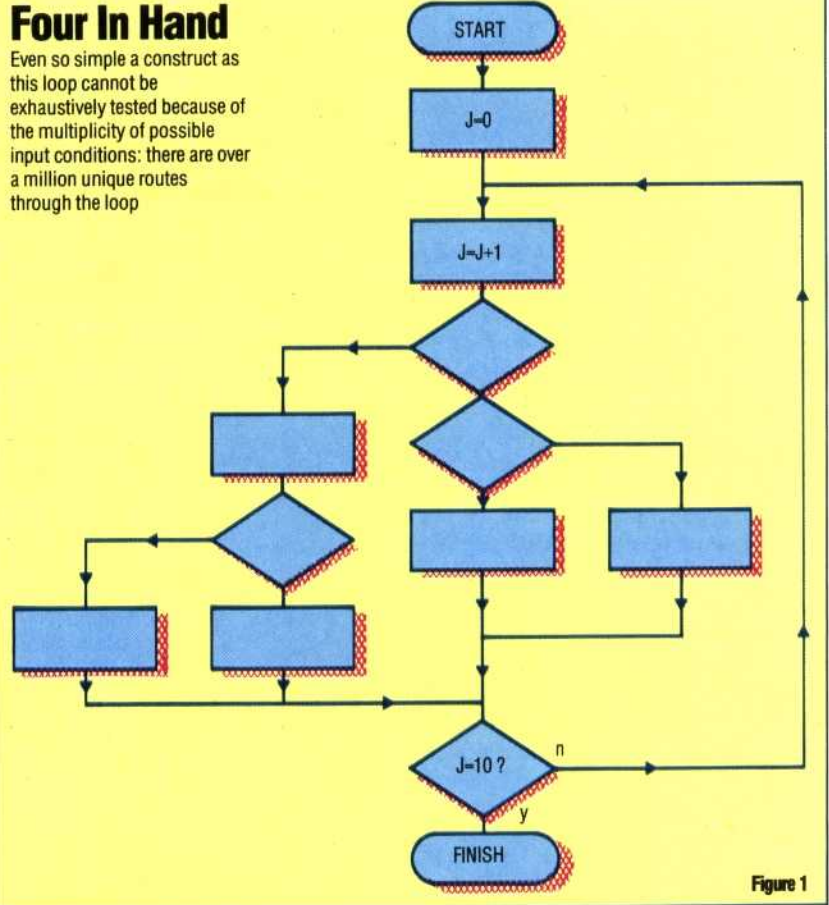 Four In Hand
Even so simple a construct as
this loop cannot be
exhaustively tested because of
the multiplicity of possible
input conditions: there are over
a million unique routes
through the loop
START
J=0
J=J+1
J=10 ?
n
y
FINISH
Figure 1